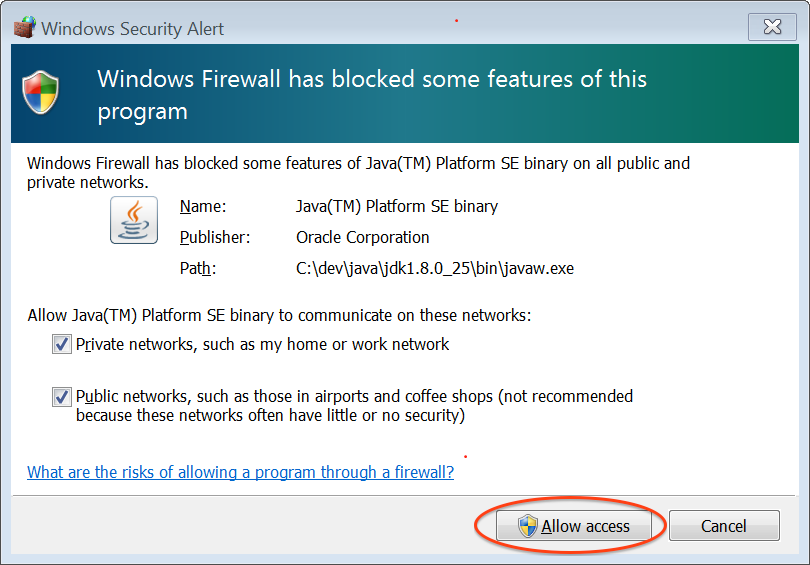 Windows Security Alert
Windows Firewall has blocked some features of this
program
Windows Firewall has blocked some features of Java(TM) Platform SE binary on all public and
private networks.
Name: Java(TM) Platform SE binary
Publisher: Oracle Corporation
Path: C:\dev\java\jdk1.8.0_25\bin\javaw.exe
Allow Java(TM) Platform SE binary to communicate on these networks:
Private networks, such as my home or work network
Public networks, such as those in airports and coffee shops (not recommended
because these networks often have little or no security)
What are the risks of allowing a program through a firewall?
Allow access Cancel